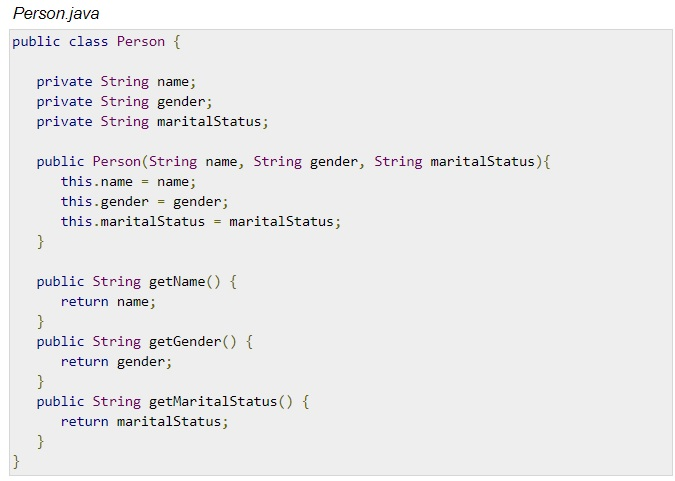 Person.java
public class Person {
private String name;
private String gender;
private String maritalStatus;
public Person(String name, String gender, String maritalStatus){
this.name = name;
this.gender = gender;
this.maritalStatus = maritalStatus;
}
public String getName() {
return name;
}
public String getGender() {
return gender;
}
public String getMaritalStatus() {
return maritalStatus;
}
}